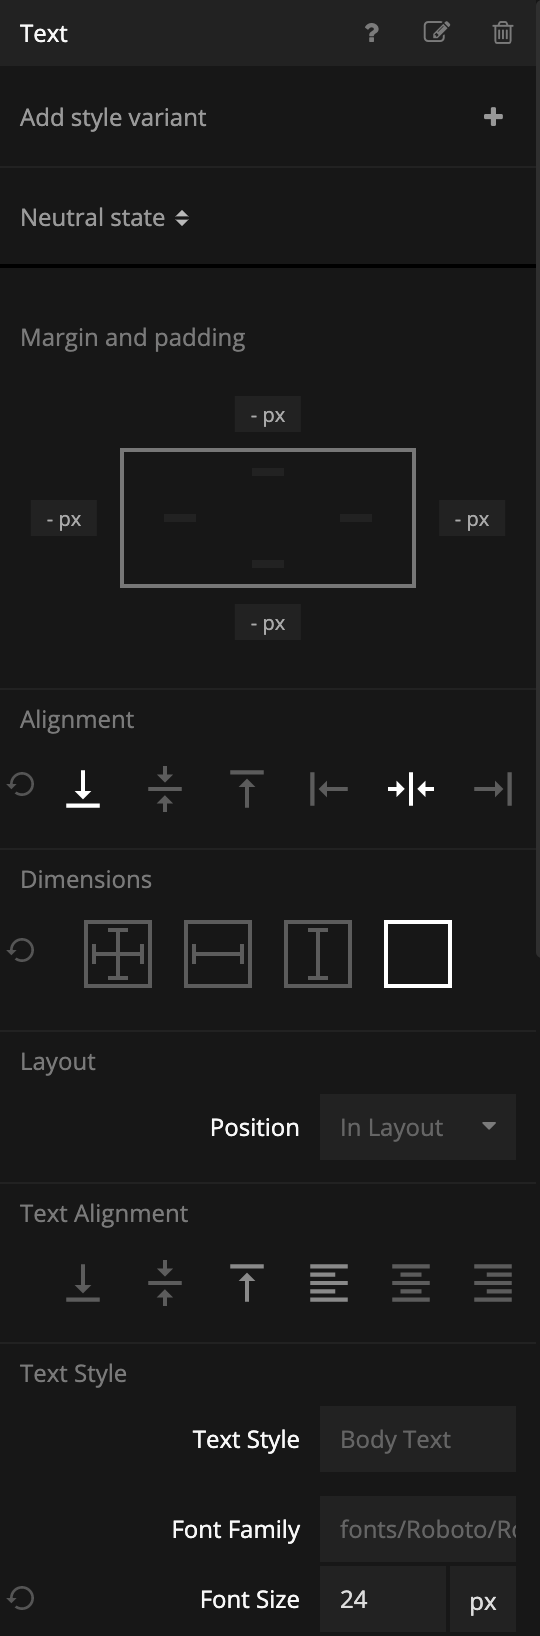 Text ?
Add style variant
Neutral state
Margin and padding
- px
- px - px
- px
Alignment
Dimensions
Layout
Position In Layout
Text Alignment
Text Style
Text Style Body Text
Font Family fonts/Roboto/Ro
Font Size 24 px